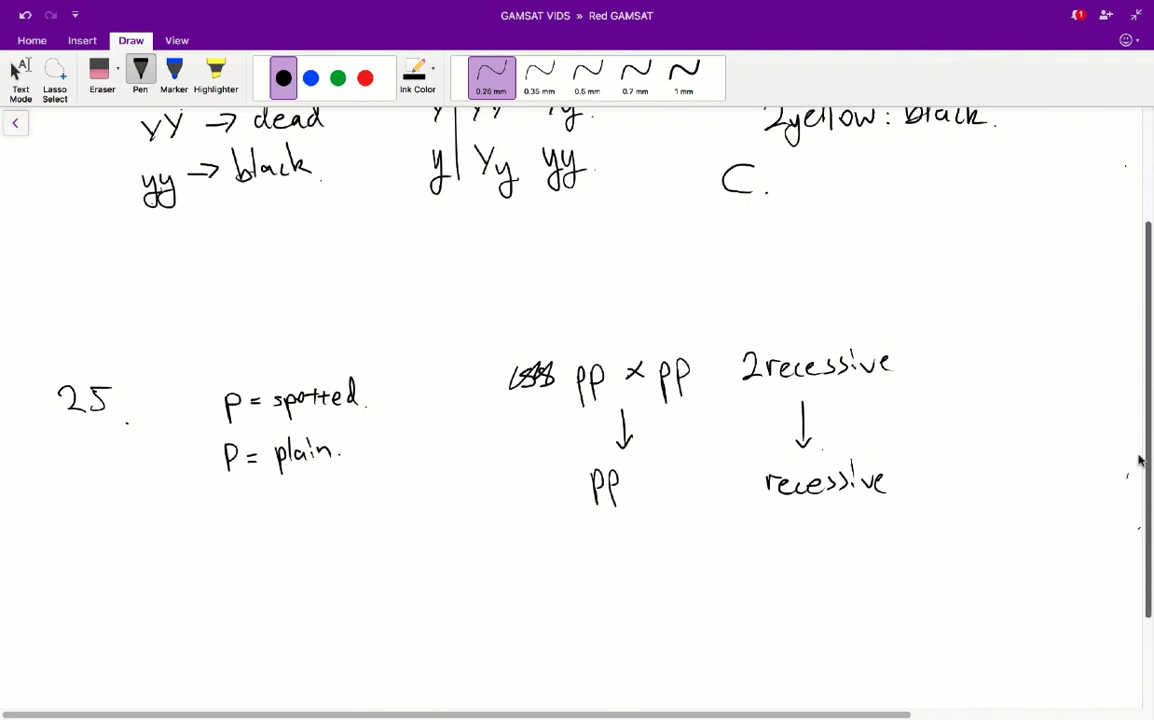 GAMSAT VIDS » Red GAMSAT
1
Home Insert Draw View
Text Mode
Lasso Select
Eraser
Pen
Marker
Highlighter
Ink Color
0.25 mm
0.35 mm
0.5 mm
0.7 mm
1 mm
YY → dead
2yellow : black.
yy → black.
y Yy yy
C.
25.
p = spotted.
P = plain.
pp × pp
↓
pp
2recessive
↓
recessive